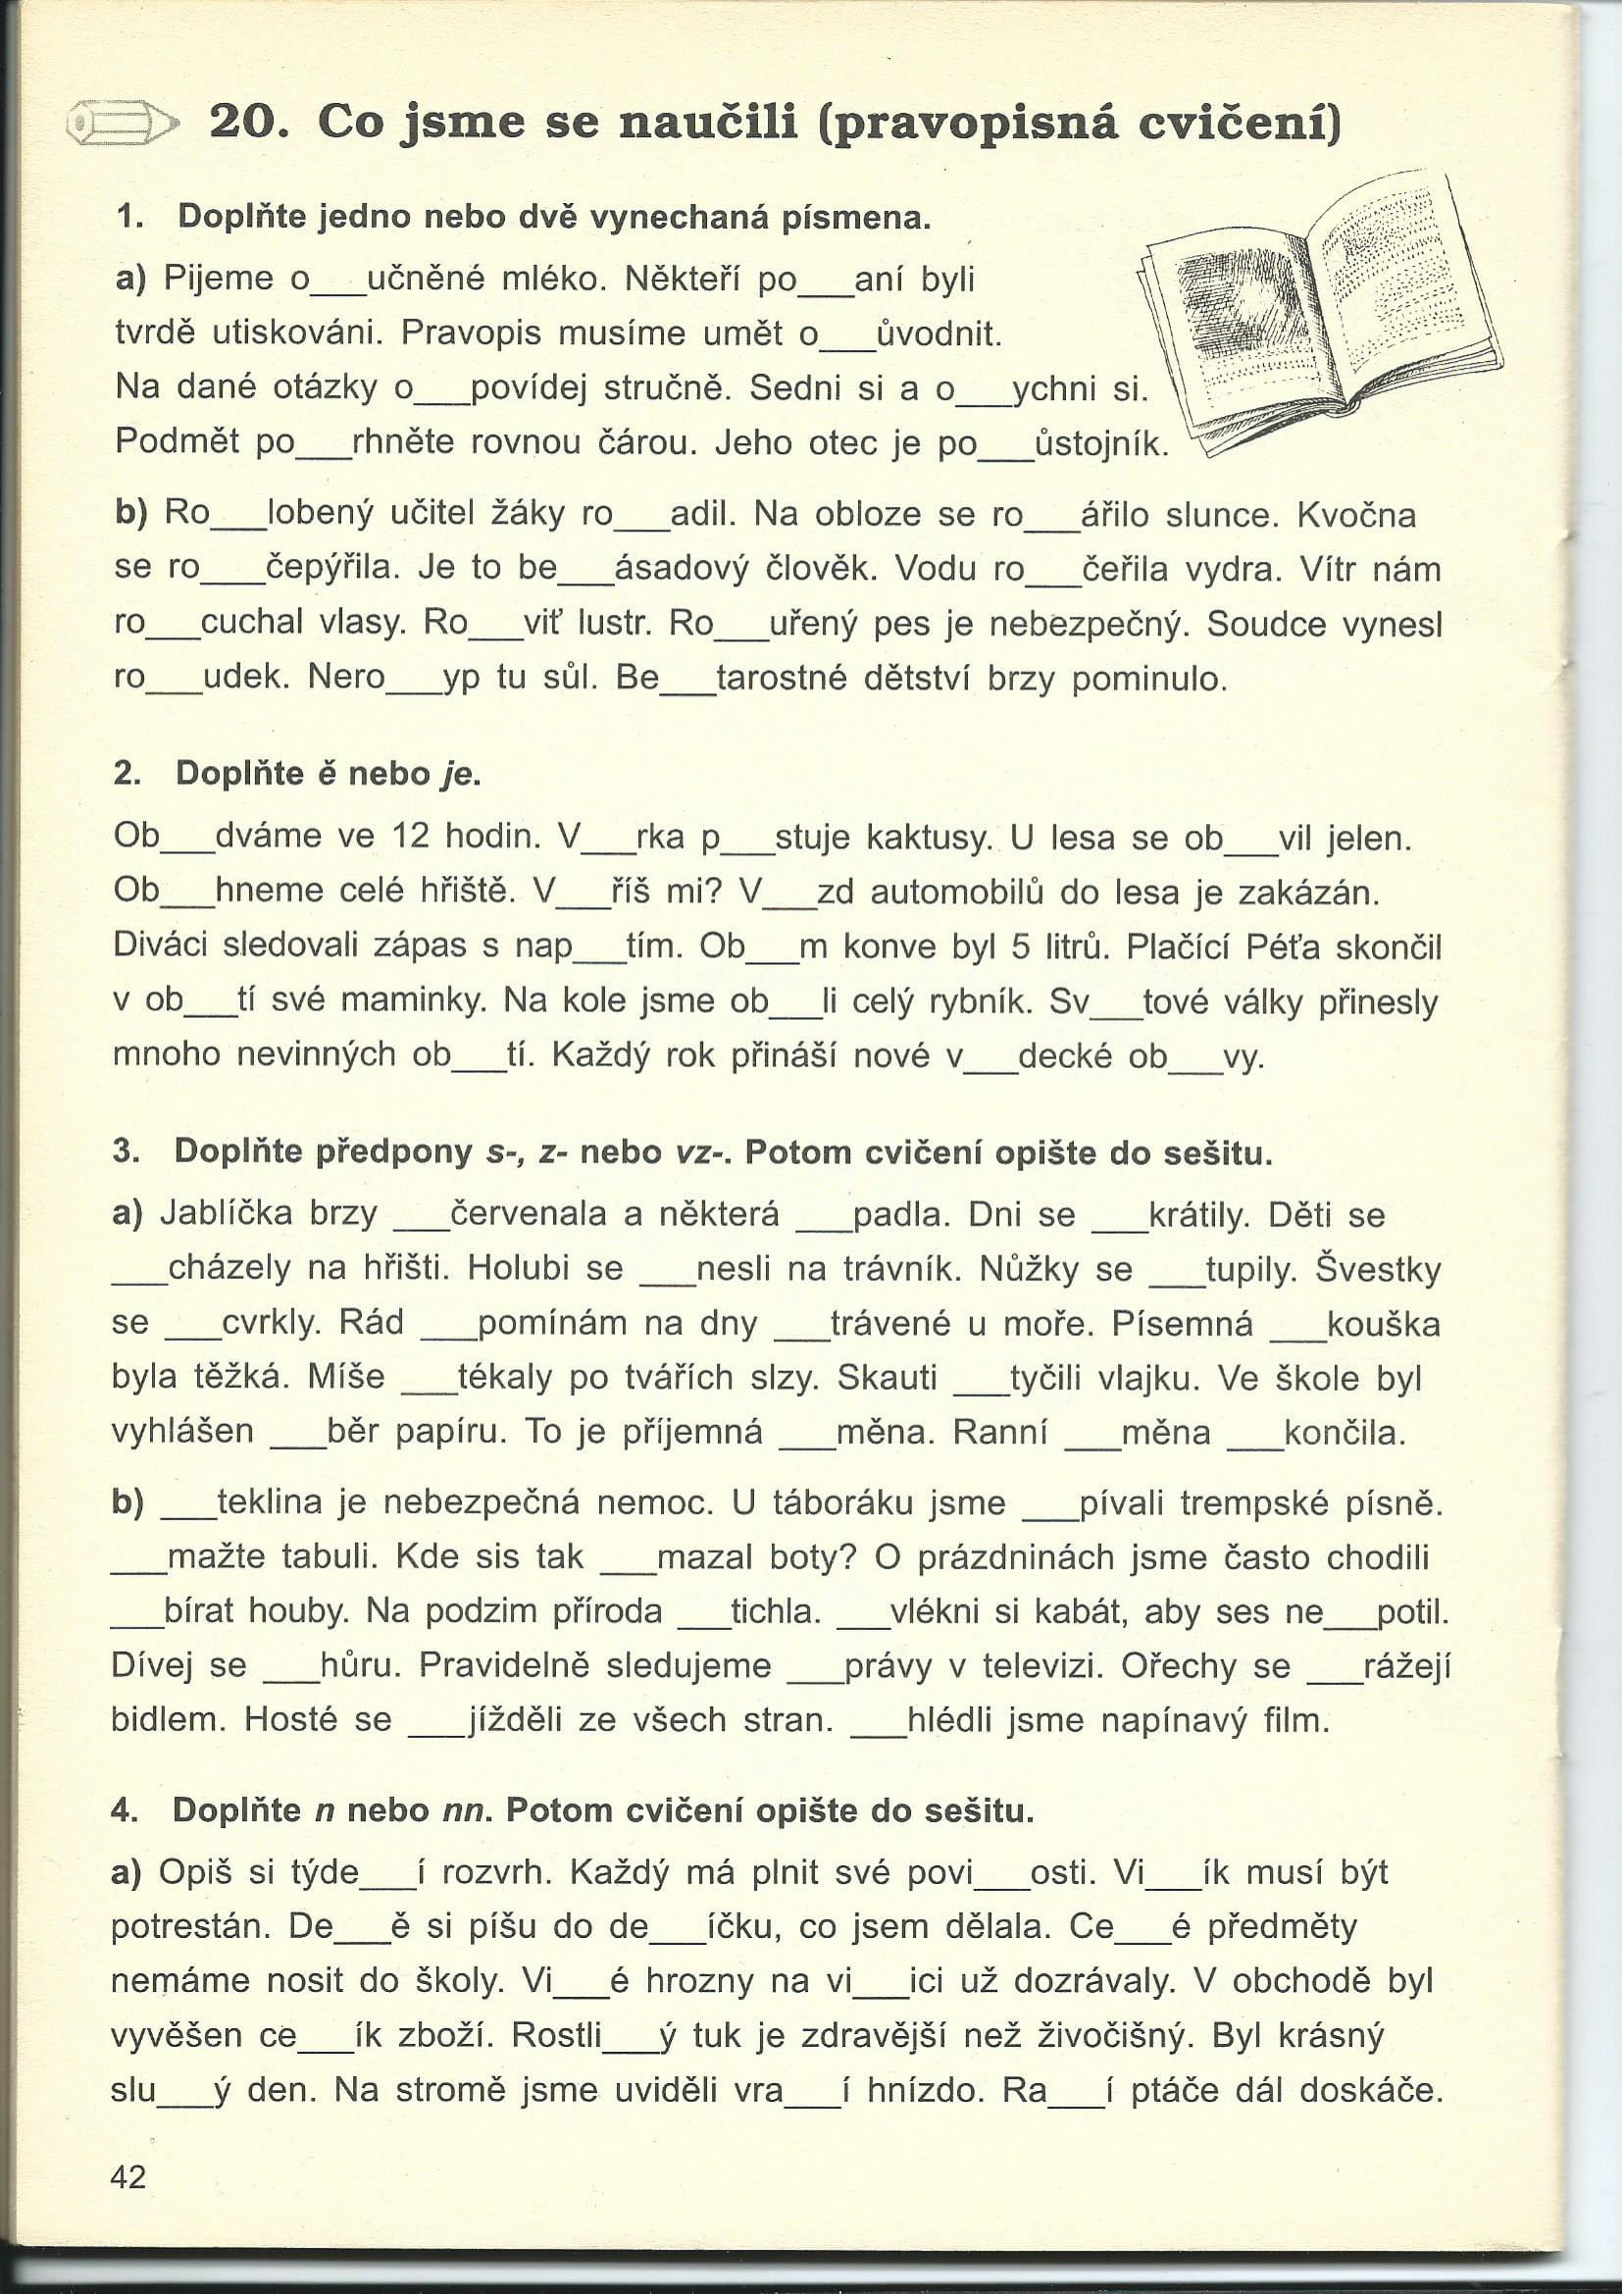 20. Co jsme se naučili (pravopisná cvičení)
1. Doplňte jedno nebo dvě vynechaná písmena.
a) Pijeme o___učněné mléko. Někteří po___aní byli
tvrdě utiskováni. Pravopis musíme umět o___ůvodnit.
Na dané otázky o___povídej stručně. Sedni si a o___ychni si.
Podmět po___rhněte rovnou čárou. Jeho otec je po___ůstojník.
b) Ro___lobený učitel žáky ro___adil. Na obloze se ro___ářilo slunce. Kvočna
se ro___čepýřila. Je to be___ásadový člověk. Vodu ro___čeřila vydra. Vítr nám
ro___cuchal vlasy. Ro___viť lustr. Ro___uřený pes je nebezpečný. Soudce vynesl
ro___udek. Nero___yp tu sůl. Be___tarostné dětství brzy pominulo.
2. Doplňte ě nebo je.
Ob___dváme ve 12 hodin. V___rka p___stuje kaktusy. U lesa se ob___vil jelen.
Ob___hneme celé hřiště. V___říš mi? V___zd automobilů do lesa je zakázán.
Diváci sledovali zápas s nap___tím. Ob___m konve byl 5 litrů. Plačící Péťa skončil
v ob___tí své maminky. Na kole jsme ob___li celý rybník. Sv___tové války přinesly
mnoho nevinných ob___tí. Každý rok přináší nové v___decké ob___vy.
3. Doplňte předpony s-, z- nebo vz-. Potom cvičení opište do sešitu.
a) Jablíčka brzy ___červenala a některá ___padla. Dni se ___krátily. Děti se
___cházely na hřišti. Holubi se ___nesli na trávník. Nůžky se ___tupily. Švestky
se ___cvrkly. Rád ___pomínám na dny ___trávené u moře. Písemná ___kouška
byla těžká. Míše ___tékaly po tvářích slzy. Skauti ___tyčili vlajku. Ve škole byl
vyhlášen ___běr papíru. To je příjemná ___měna. Ranní ___měna ___končila.
b) ___teklina je nebezpečná nemoc. U táboráku jsme ___pívali trempské písně.
___mažte tabuli. Kde sis tak ___mazal boty? O prázdninách jsme často chodili
___bírat houby. Na podzim příroda ___tichla. ___vlékni si kabát, aby ses ne___potil.
Dívej se ___hůru. Pravidelně sledujeme ___právy v televizi. Ořechy se ___rážejí
bidlem. Hosté se ___jížděli ze všech stran. ___hlédli jsme napínavý film.
4. Doplňte n nebo nn. Potom cvičení opište do sešitu.
a) Opiš si týde___í rozvrh. Každý má plnit své povi___osti. Vi___ík musí být
potrestán. De___ě si píšu do de___íčku, co jsem dělala. Ce___é předměty
nemáme nosit do školy. Vi___é hrozny na vi___ici už dozrávaly. V obchodě byl
vyvěšen ce___ík zboží. Rostli___ý tuk je zdravější než živočišný. Byl krásný
slu___ý den. Na stromě jsme uviděli vra___í hnízdo. Ra___í ptáče dál doskáče.
42